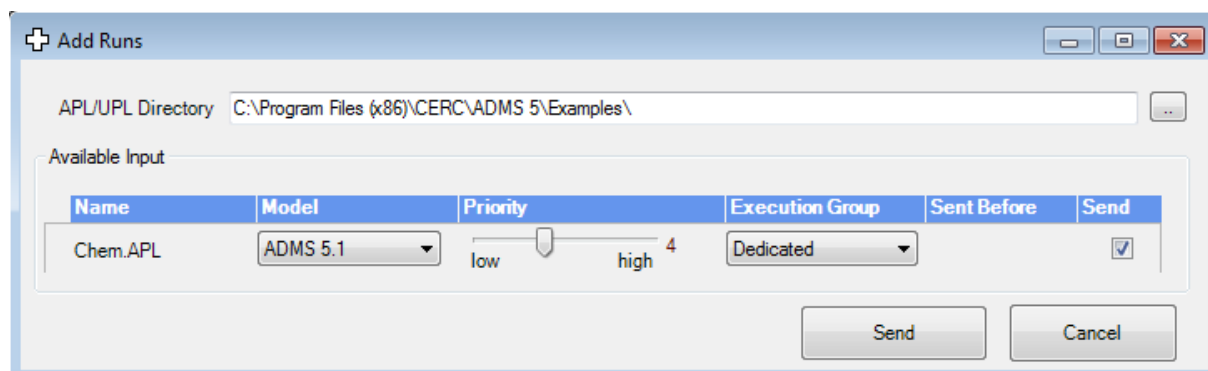 Add Runs
APL/UPL Directory C:\Program Files (x86)\CERC\ADMS 5\Examples\ ..
Available Input
Name Model Priority Execution Group Sent Before Send
Chem.APL ADMS 5.1 low high 4 Dedicated
Send Cancel